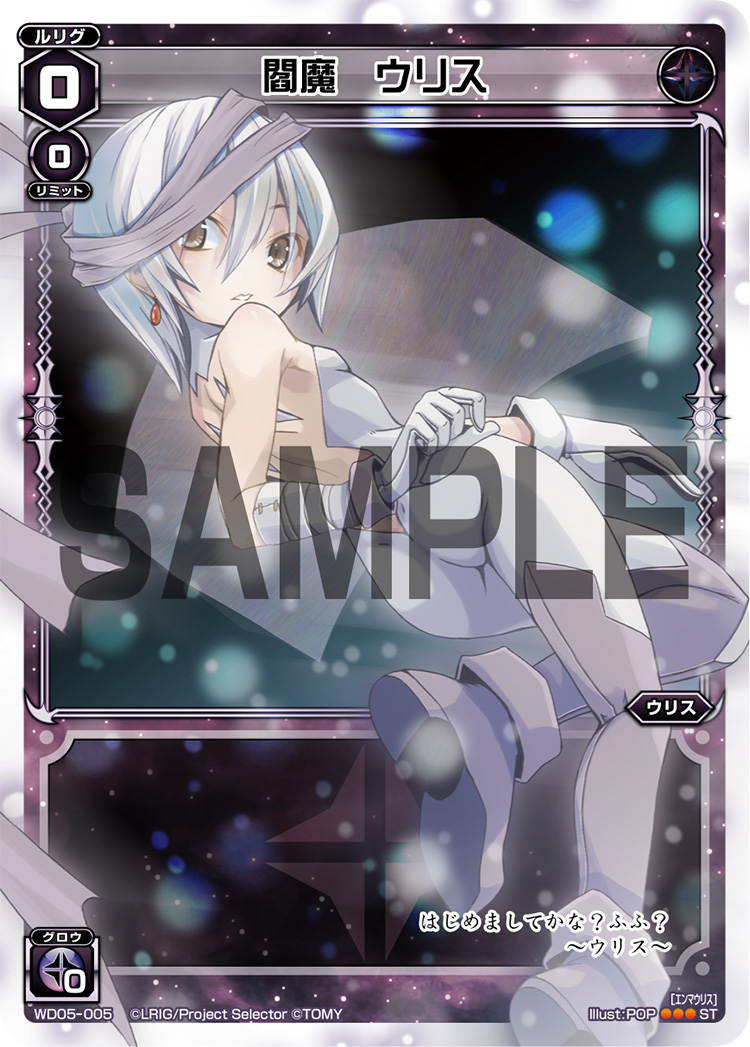 ルリグ
0
閻魔 ウリス
0
リミット
SAMPLE
ウリス
はじめましてかな？ふふ？
～ウリス～
グロウ
0
[エンマウリス]
WD05-005 ©LRIG/Project Selector ©TOMY Illust:POP ST